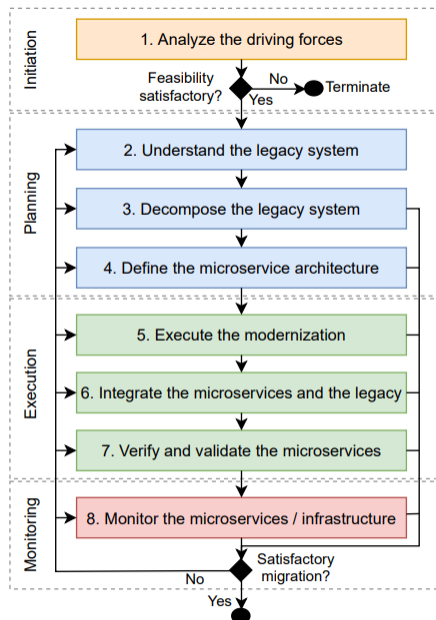 Initiation
1. Analyze the driving forces
Feasibility
satisfactory?
No
Terminate
Yes
Planning
2. Understand the legacy system
3. Decompose the legacy system
4. Define the microservice architecture
Execution
5. Execute the modernization
6. Integrate the microservices and the legacy
7. Verify and validate the microservices
Monitoring
8. Monitor the microservices / infrastructure
Satisfactory
migration?
No
Yes